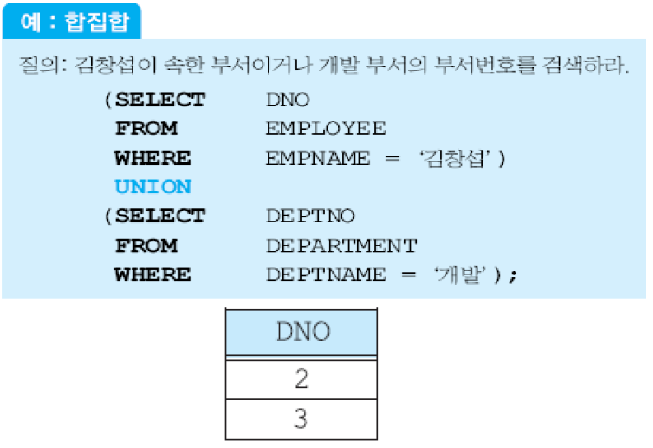 예 : 합집합
질의: 김창섭이 속한 부서이거나 개발 부서의 부서번호를 검색하라.
(SELECT DNO
FROM EMPLOYEE
WHERE EMPNAME = ‘김창섭’)
UNION
(SELECT DEPTNO
FROM DEPARTMENT
WHERE DEPTNAME = ‘개발’);
DNO
2
3